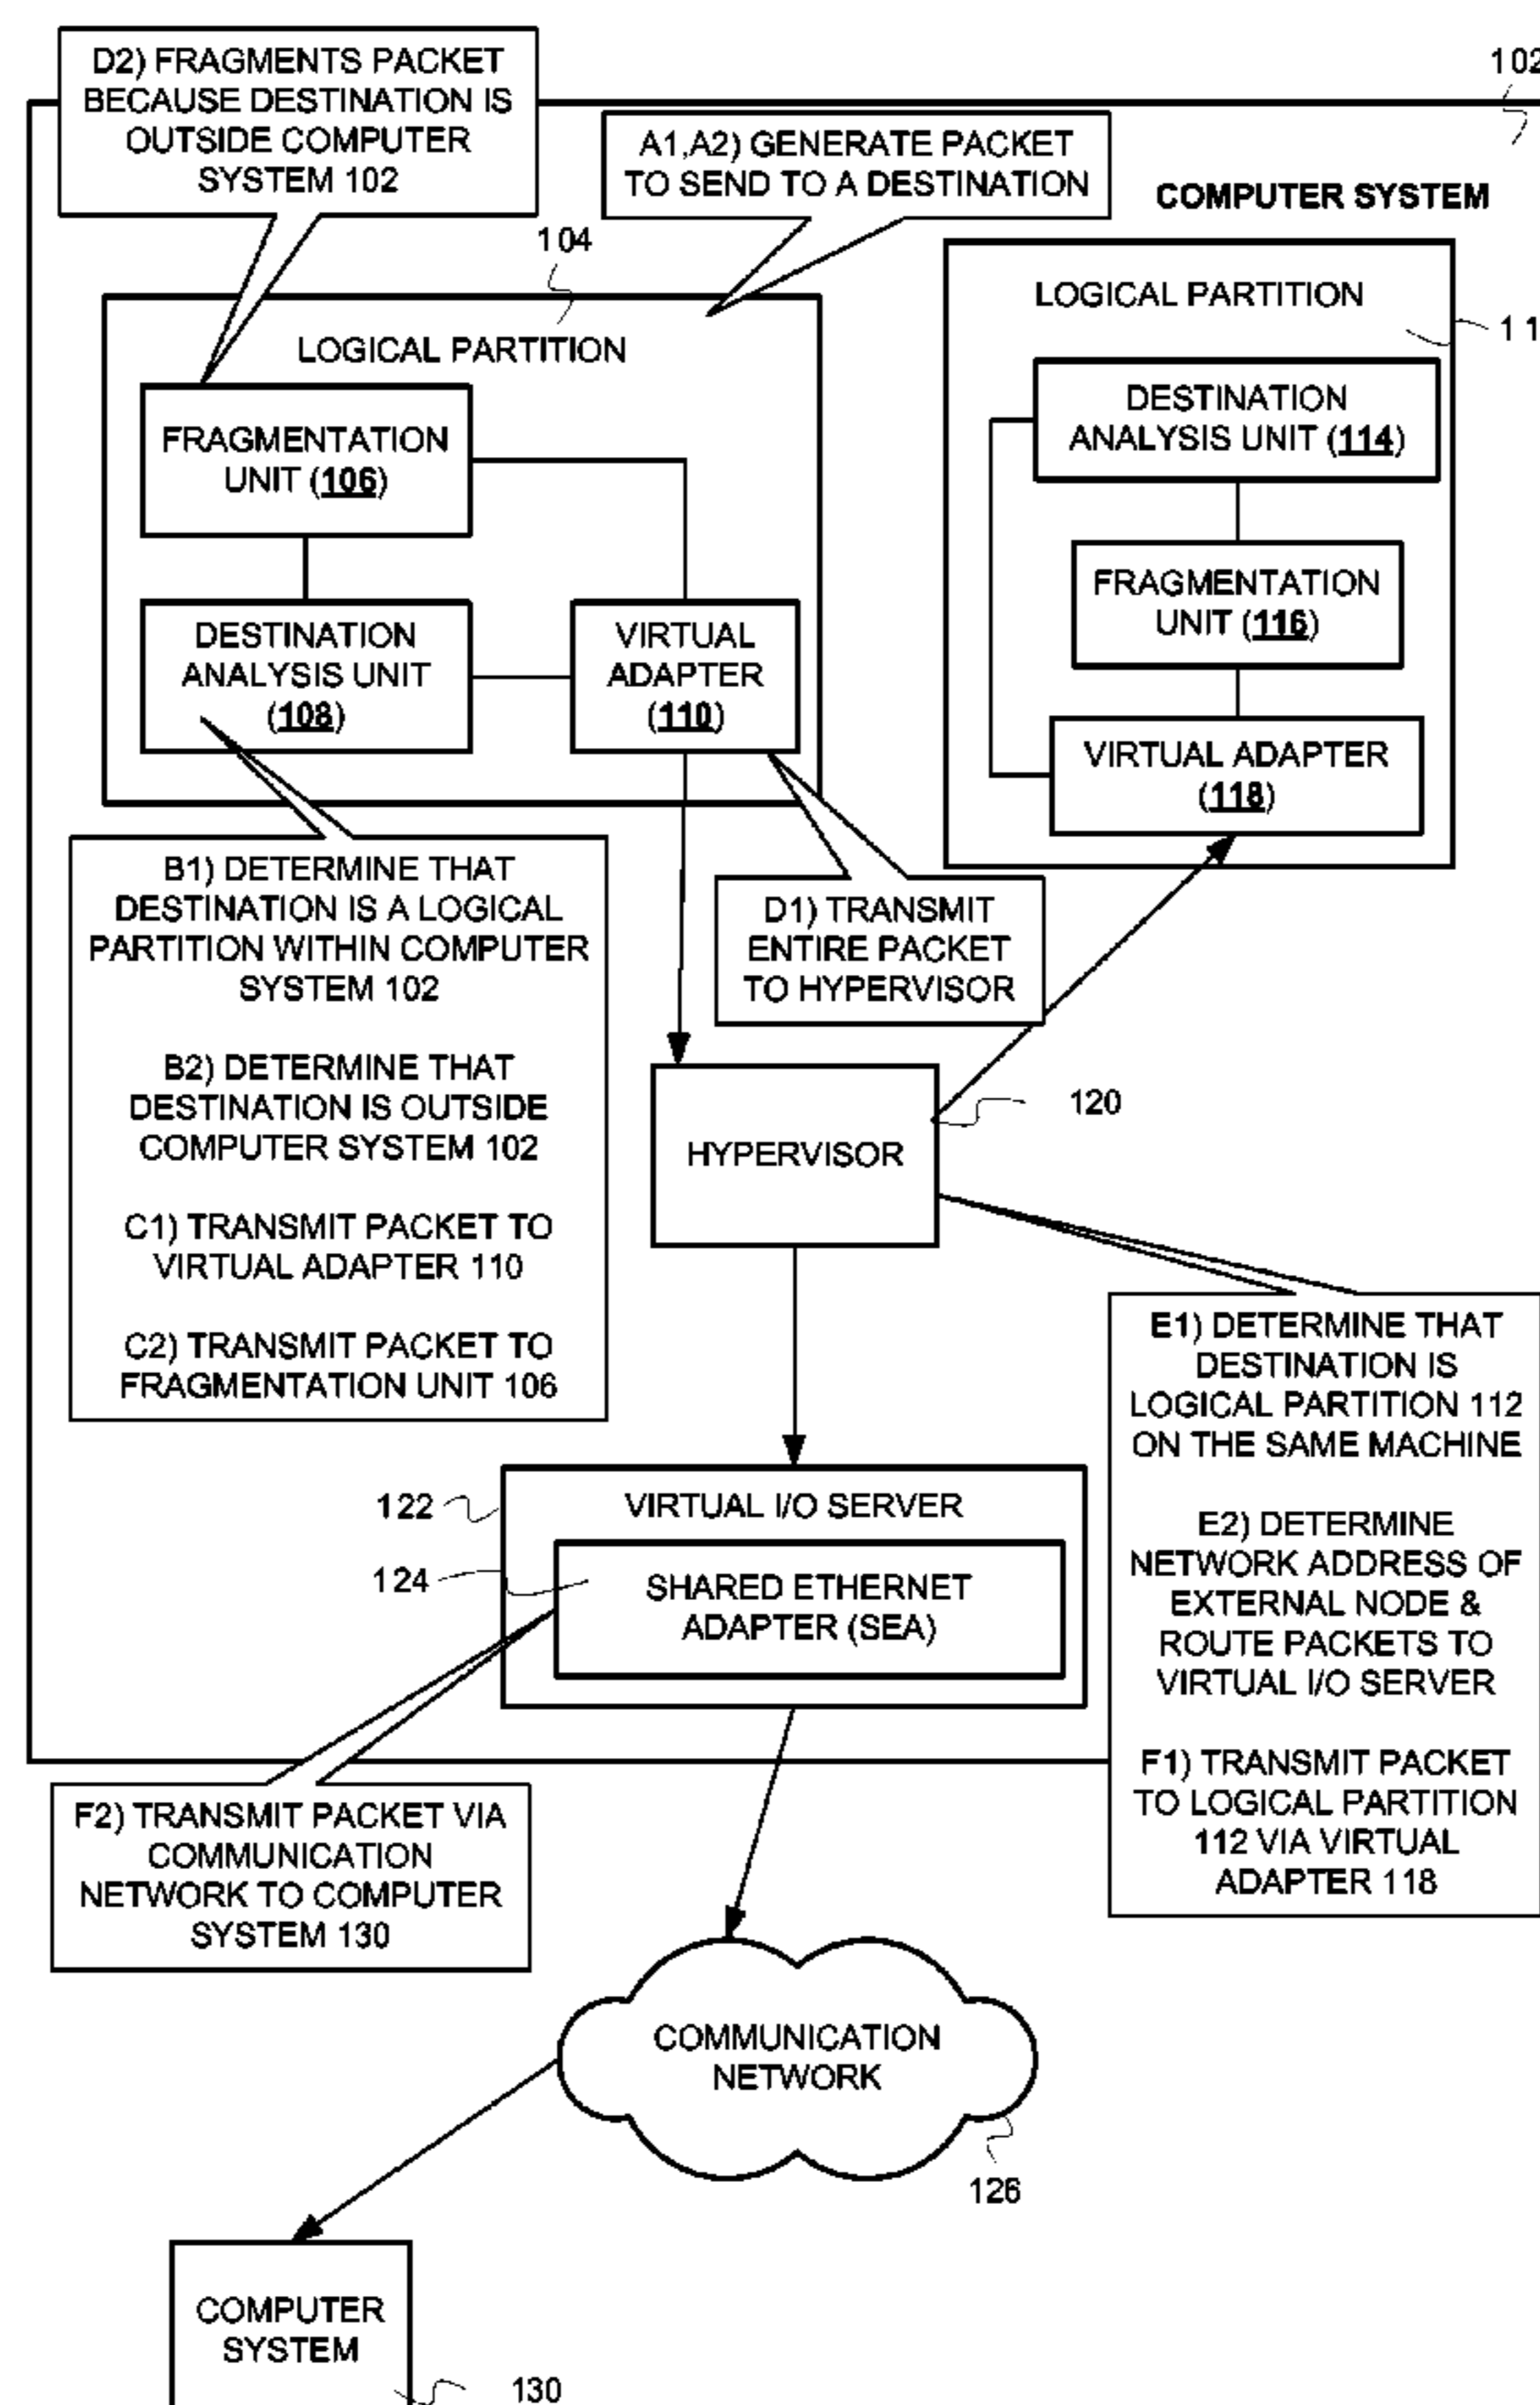 D2) FRAGMENTS PACKET
BECAUSE DESTINATION IS
OUTSIDE COMPUTER
SYSTEM 102
102
A1,A2) GENERATE PACKET
TO SEND TO A DESTINATION
COMPUTER SYSTEM
104
LOGICAL PARTITION
FRAGMENTATION
UNIT (106)
DESTINATION
ANALYSIS UNIT
(108)
VIRTUAL
ADAPTER
(110)
LOGICAL PARTITION
11
DESTINATION
ANALYSIS UNIT (114)
FRAGMENTATION
UNIT (116)
VIRTUAL ADAPTER
(118)
B1) DETERMINE THAT
DESTINATION IS A LOGICAL
PARTITION WITHIN COMPUTER
SYSTEM 102
B2) DETERMINE THAT
DESTINATION IS OUTSIDE
COMPUTER SYSTEM 102
C1) TRANSMIT PACKET TO
VIRTUAL ADAPTER 110
C2) TRANSMIT PACKET TO
FRAGMENTATION UNIT 106
D1) TRANSMIT
ENTIRE PACKET
TO HYPERVISOR
HYPERVISOR
120
E1) DETERMINE THAT
DESTINATION IS
LOGICAL PARTITION 112
ON THE SAME MACHINE
E2) DETERMINE
NETWORK ADDRESS OF
EXTERNAL NODE &
ROUTE PACKETS TO
VIRTUAL I/O SERVER
F1) TRANSMIT PACKET
TO LOGICAL PARTITION
112 VIA VIRTUAL
ADAPTER 118
122
VIRTUAL I/O SERVER
124
SHARED ETHERNET
ADAPTER (SEA)
F2) TRANSMIT PACKET VIA
COMMUNICATION
NETWORK TO COMPUTER
SYSTEM 130
COMMUNICATION
NETWORK
126
COMPUTER
SYSTEM
130